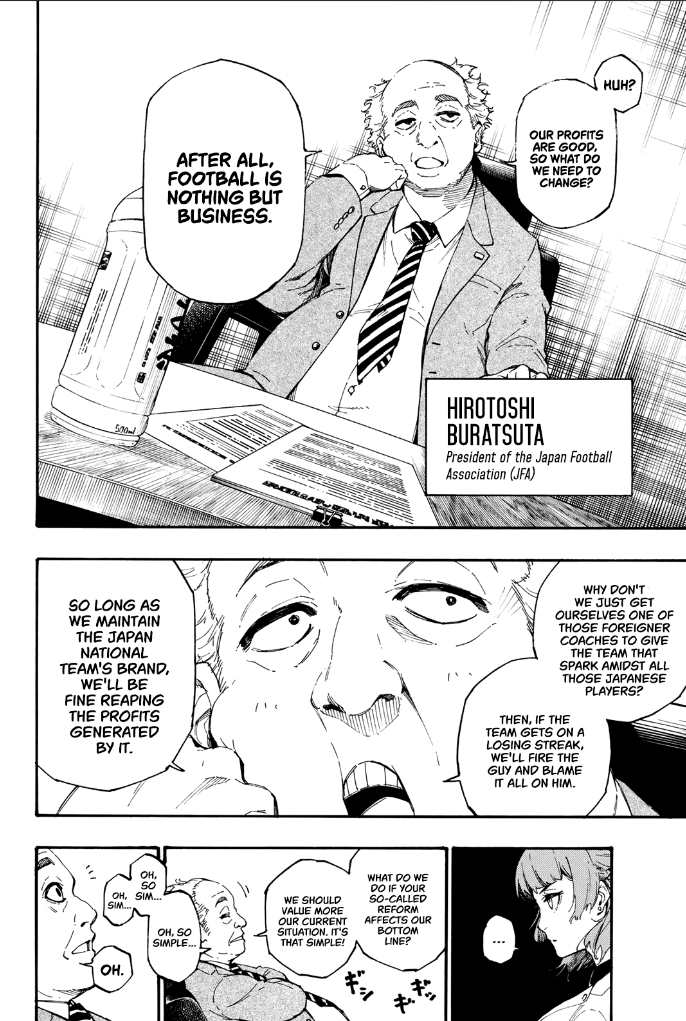 HUH?
OUR PROFITS
ARE GOOD,
SO WHAT DO
WE NEED TO
CHANGE?
AFTER ALL,
FOOTBALL IS
NOTHING BUT
BUSINESS.
500ml
HIROTOSHI
BURATSUTA
President of the Japan Football
Association (JFA)
WHY DON'T
WE JUST GET
OURSELVES ONE OF
THOSE FOREIGNER
COACHES TO GIVE
THE TEAM THAT
SPARK AMIDST ALL
THOSE JAPANESE
PLAYERS?
THEN, IF THE
TEAM GETS ON A
LOSING STREAK,
WE'LL FIRE THE
GUY AND BLAME
IT ALL ON HIM.
SO LONG AS
WE MAINTAIN
THE JAPAN
NATIONAL
TEAM'S BRAND,
WE'LL BE
FINE REAPING
THE PROFITS
GENERATED
BY IT.
...
WHAT DO WE
DO IF YOUR
SO-CALLED
REFORM
AFFECTS OUR
BOTTOM
LINE?
WE SHOULD
VALUE MORE
OUR CURRENT
SITUATION. IT'S
THAT SIMPLE!
ギシ
ギギ
OH, SO
SIMPLE...
OH,
SO
SIM...
OH,
SIM...
OH.